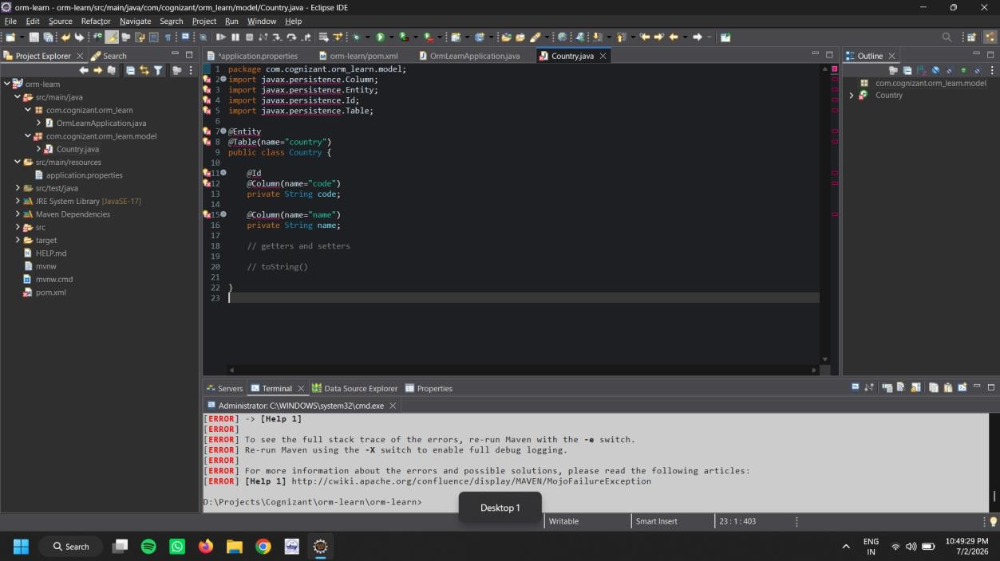 orm-learn - orm-learn/src/main/java/com/cognizant/orm_learn/model/Country.java - Eclipse IDE
File Edit Source Refactor Navigate Search Project Run Window Help
Project Explorer Search
*application.properties orm-learn/pom.xml OrmLearnApplication.java Country.java
Outline
orm-learn
src/main/java
com.cognizant.orm_learn
OrmLearnApplication.java
com.cognizant.orm_learn.model
Country.java
src/main/resources
application.properties
src/test/java
JRE System Library [JavaSE-17]
Maven Dependencies
src
target
HELP.md
mvnw
mvnw.cmd
pom.xml
1 package com.cognizant.orm_learn.model;
2 import javax.persistence.Column;
3 import javax.persistence.Entity;
4 import javax.persistence.Id;
5 import javax.persistence.Table;
6
7 @Entity
8 @Table(name="country")
9 public class Country {
10
11 @Id
12 @Column(name="code")
13 private String code;
14
15 @Column(name="name")
16 private String name;
17
18 // getters and setters
19
20 // toString()
21
22 }
23
com.cognizant.orm_learn.model
Country
Servers Terminal Data Source Explorer Properties
Administrator: C:\WINDOWS\system32\cmd.exe
[ERROR] -> [Help 1]
[ERROR]
[ERROR] To see the full stack trace of the errors, re-run Maven with the -e switch.
[ERROR] Re-run Maven using the -X switch to enable full debug logging.
[ERROR]
[ERROR] For more information about the errors and possible solutions, please read the following articles:
[ERROR] [Help 1] http://cwiki.apache.org/confluence/display/MAVEN/MojoFailureException
D:\Projects\Cognizant\orm-learn\orm-learn>
Desktop 1
Writable Smart Insert 23 : 1 : 403
Search
ENG
IN
10:49:29 PM
7/2/2026